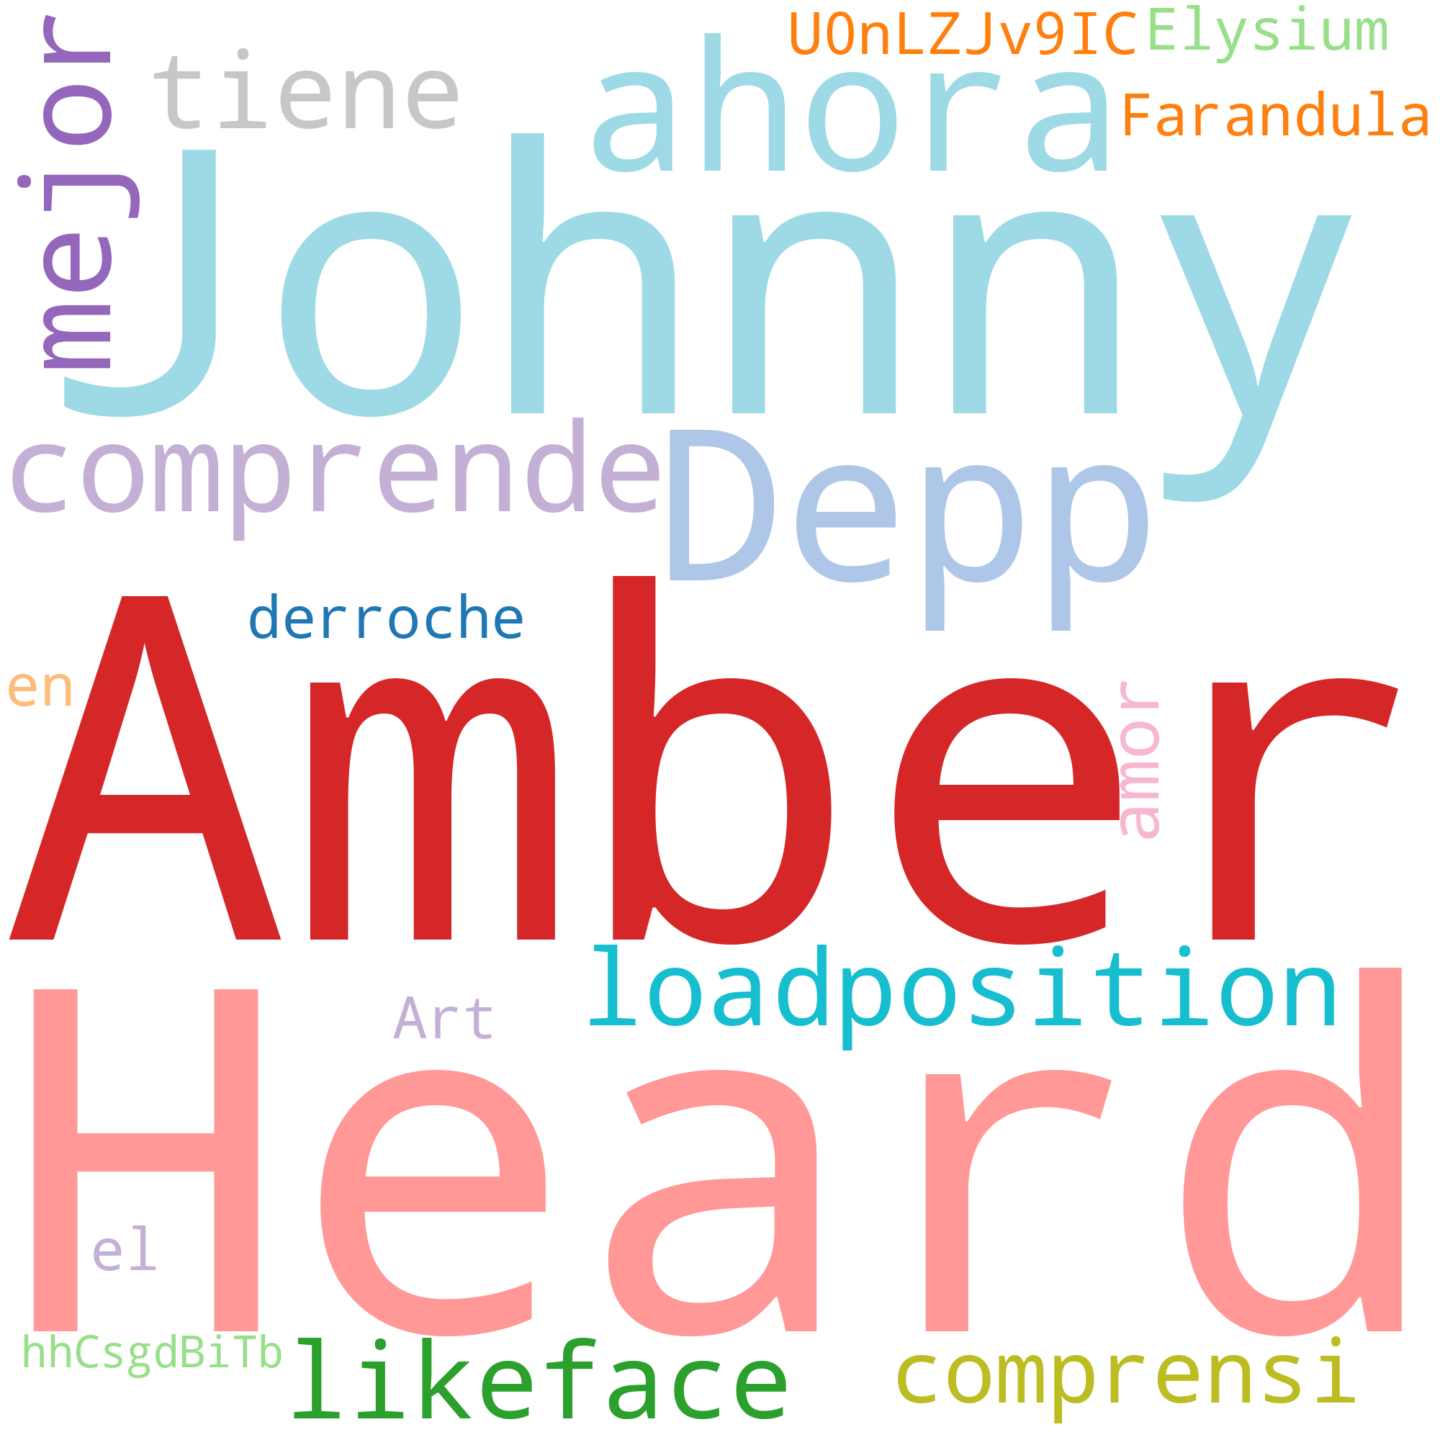 U0nLZJv9IC Elysium
mejor tiene ahora Farandula
Johnny
comprende Depp
derroche
en Amber amor
loadposition
Art
Heard
el
hhCsgdBiTb likeface comprensi